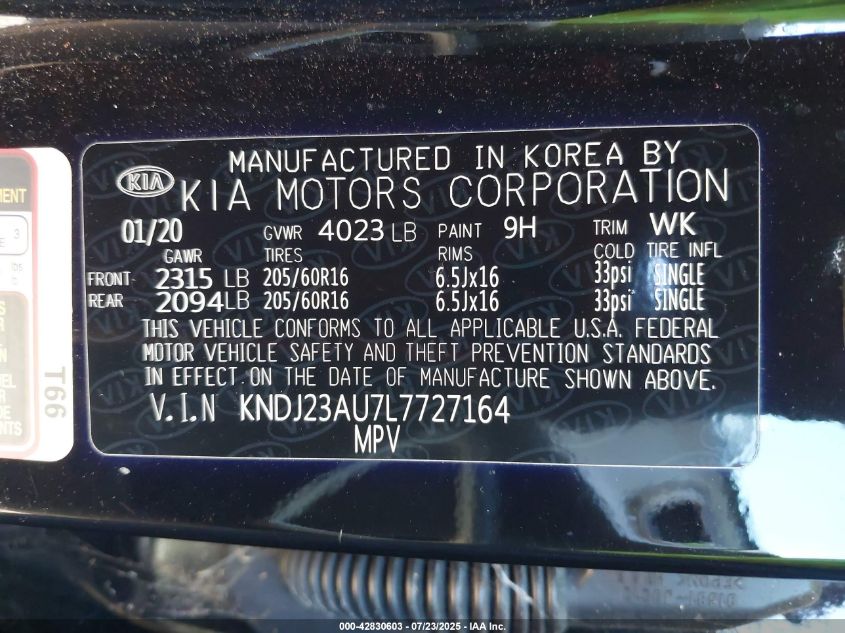 MANUFACTURED IN KOREA BY
KIA KIA MOTORS CORPORATION
01/20 GVWR 4023 LB PAINT 9H TRIM WK
GAWR TIRES RIMS COLD TIRE INFL
FRONT 2315 LB 205/60R16 6.5Jx16 33psi SINGLE
REAR 2094 LB 205/60R16 6.5Jx16 33psi SINGLE
THIS VEHICLE CONFORMS TO ALL APPLICABLE U.S.A. FEDERAL
MOTOR VEHICLE SAFETY AND THEFT PREVENTION STANDARDS
IN EFFECT ON THE DATE OF MANUFACTURE SHOWN ABOVE.
V.I.N KNDJ23AU7L7727164
MPV
T66
000-42830603 - 07/23/2025 - IAA Inc.